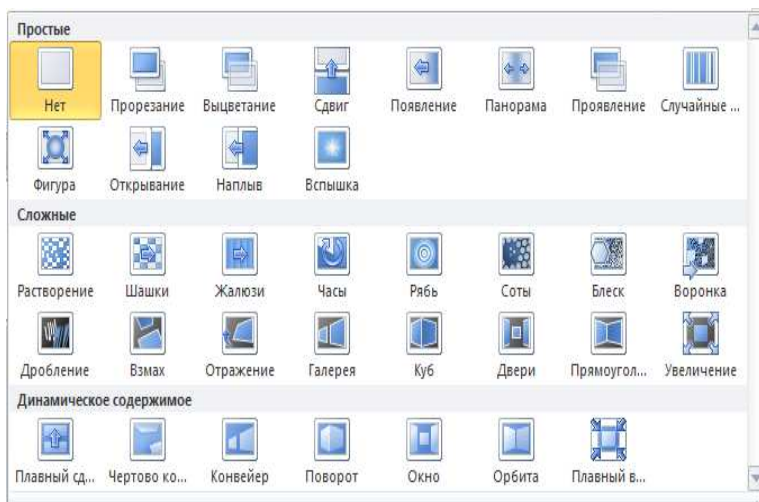 Простые
Нет Прорезание Выцветание Сдвиг Появление Панорама Проявление Случайные ...
Фигура Открывание Наплыв Вспышка
Сложные
Растворение Шашки Жалюзи Часы Рябь Соты Блеск Воронка
Дробление Взмах Отражение Галерея Куб Двери Прямоугол... Увеличение
Динамическое содержимое
Плавный сд... Чертово ко... Конвейер Поворот Окно Орбита Плавный в...